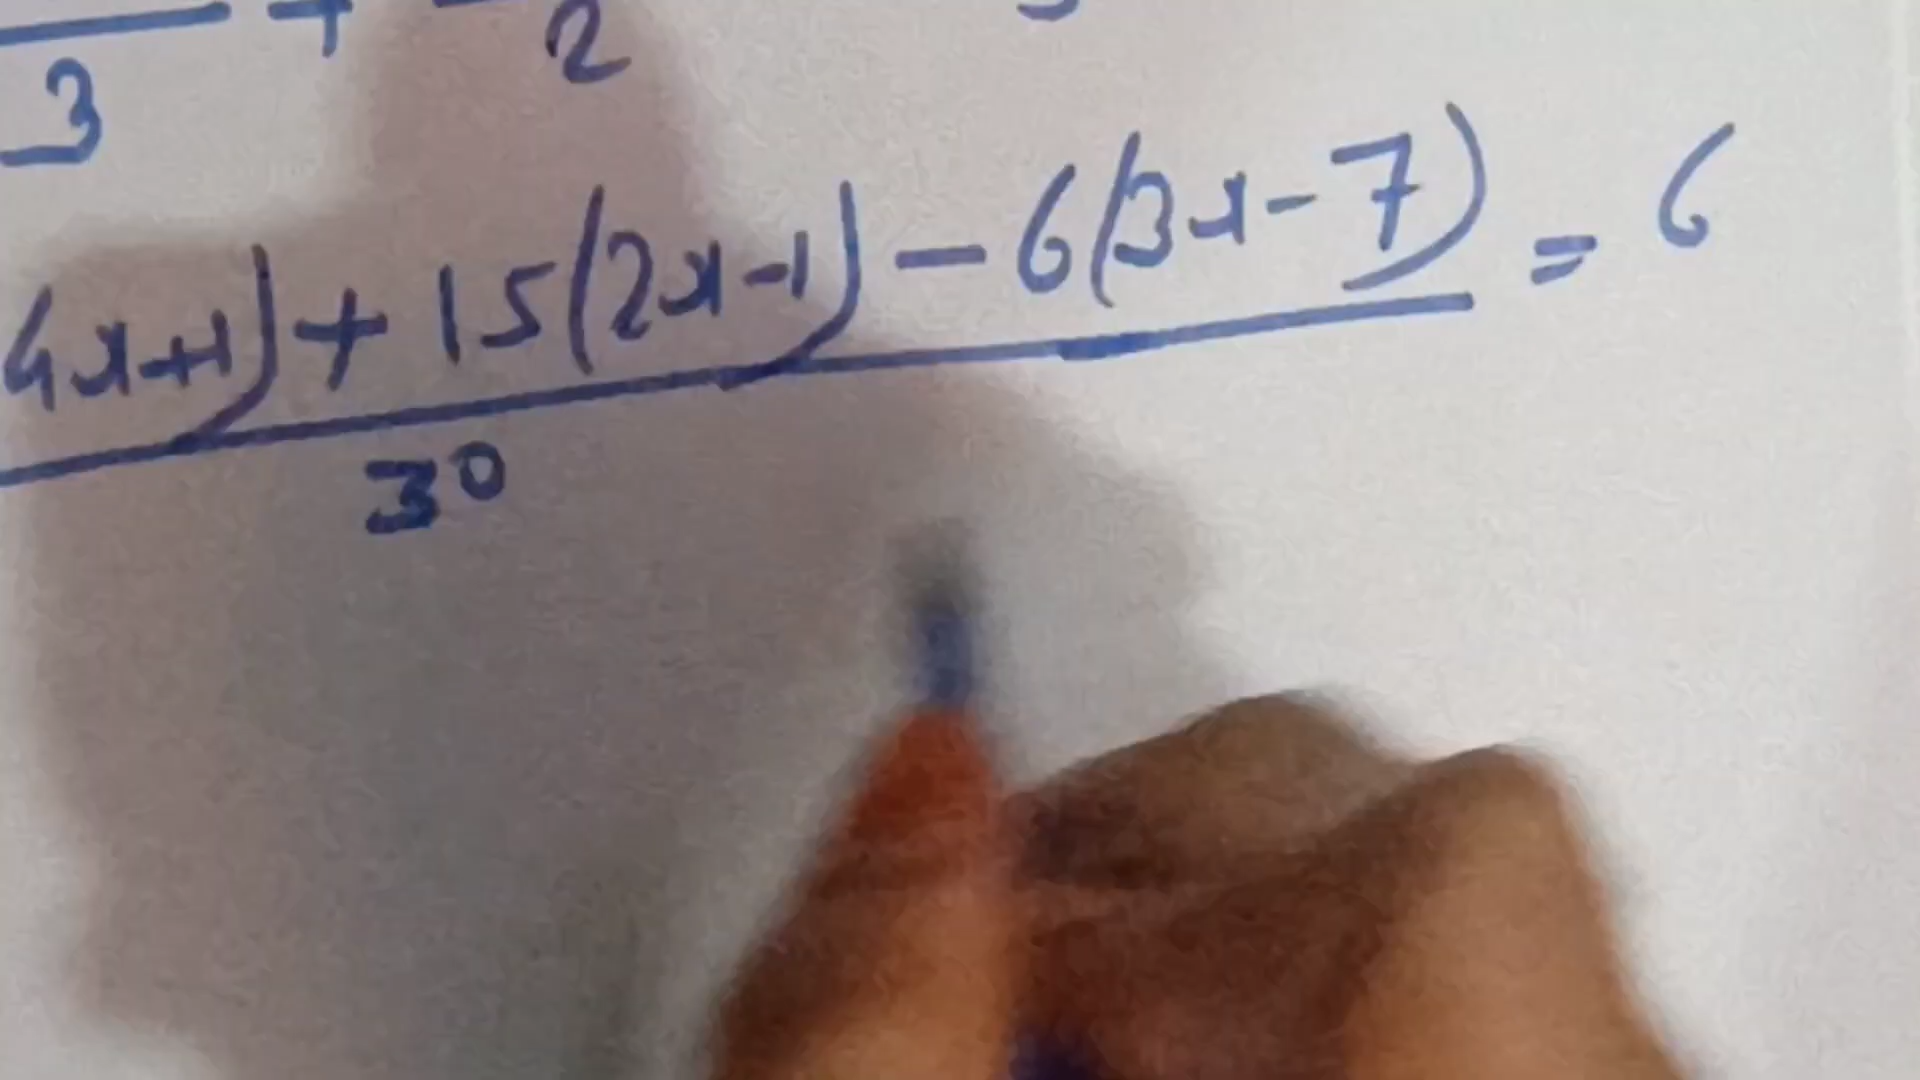 3 + 2
4x+1) + 15(2x-1) - 6(3x-7) = 6
30